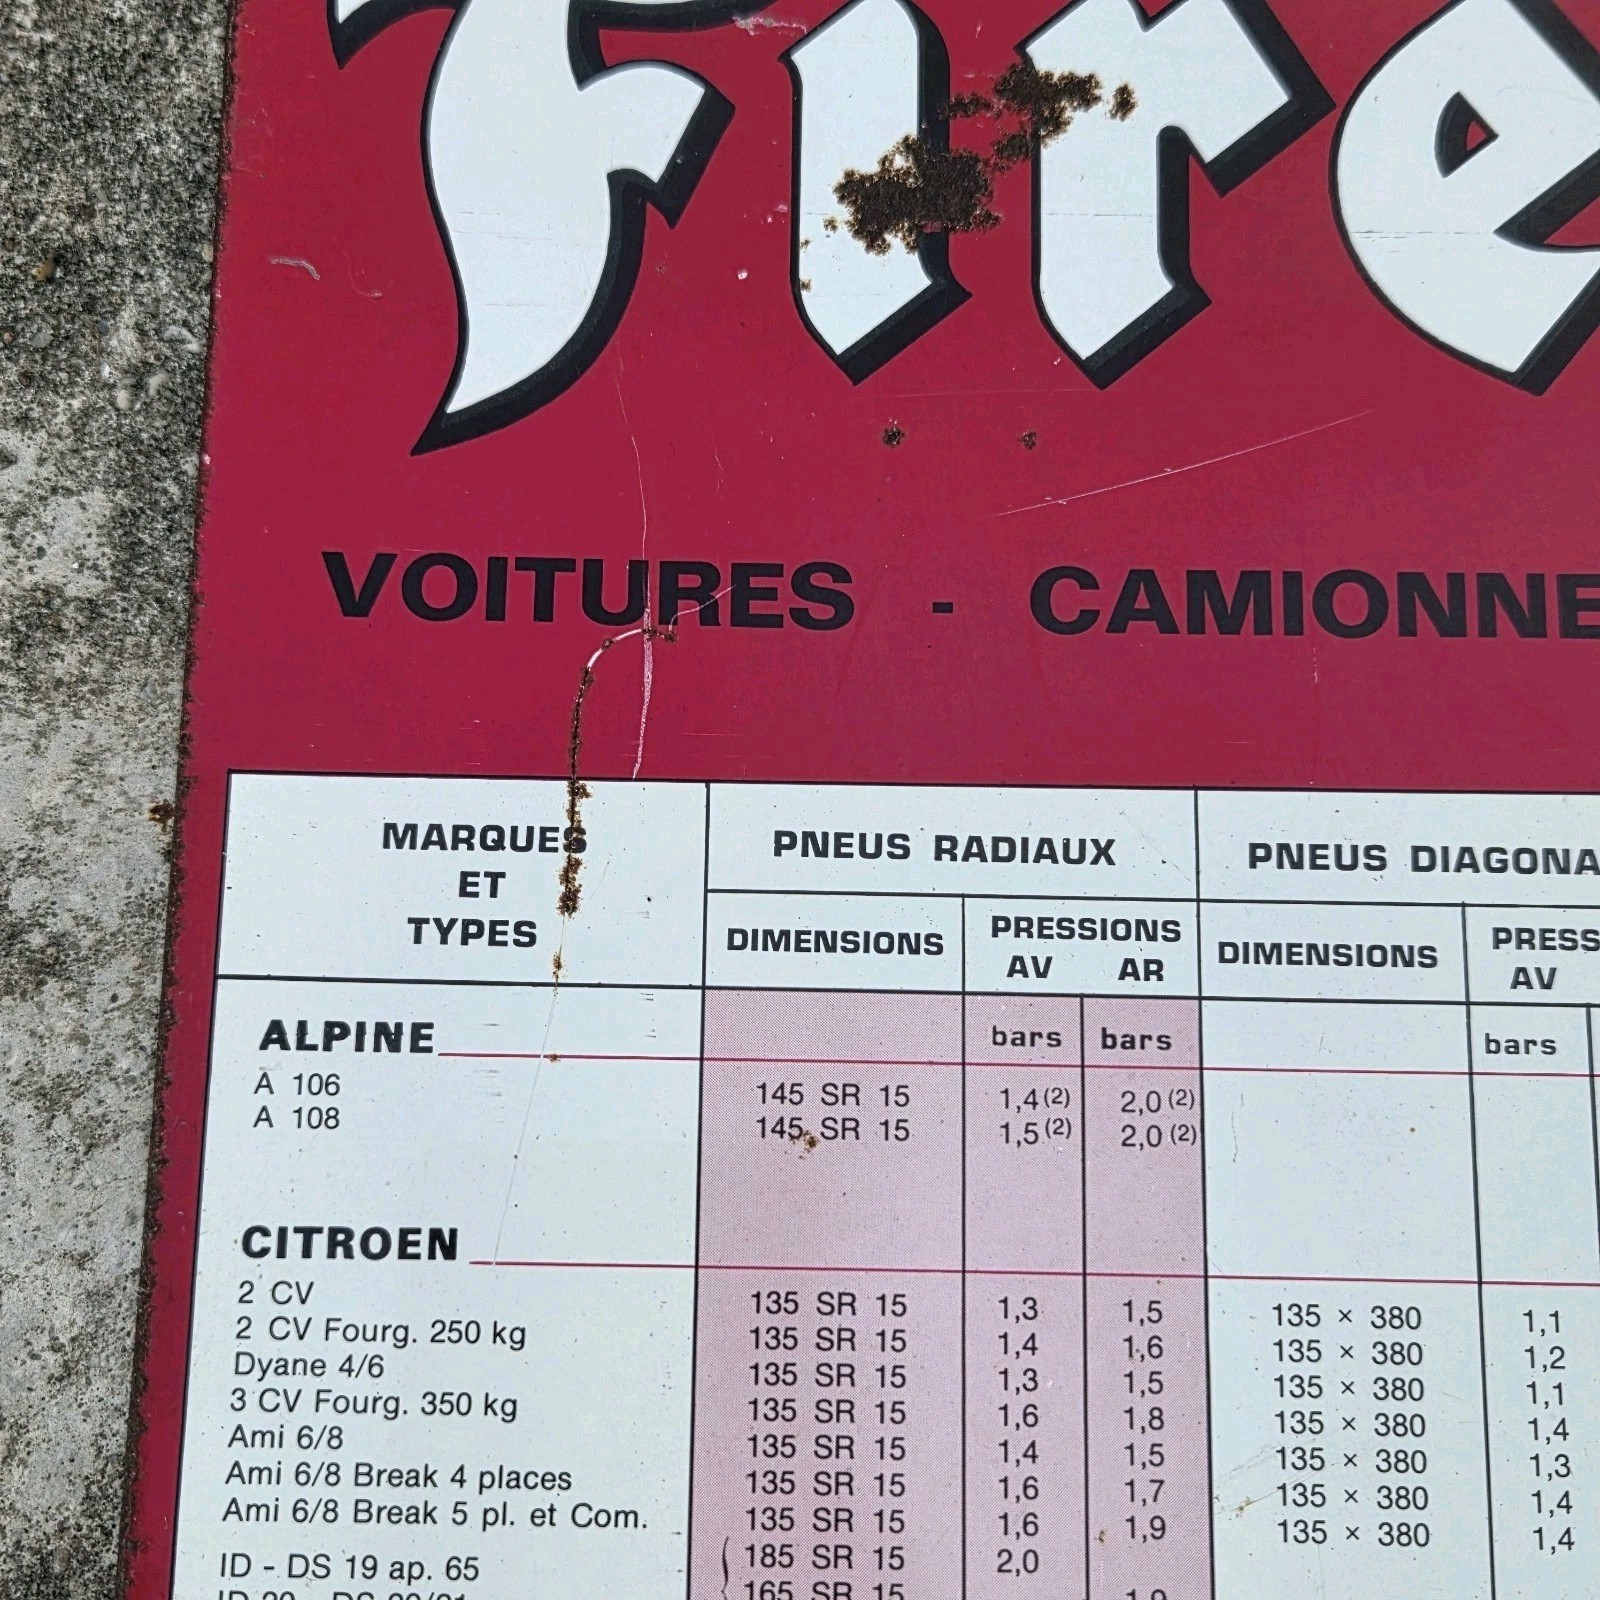 Fire
VOITURES - CAMIONNE
MARQUES ET TYPES
PNEUS RADIAUX
PNEUS DIAGONA
DIMENSIONS
PRESSIONS
AV AR
DIMENSIONS
PRESS
AV
ALPINE bars bars bars
A 106 145 SR 15 1,4 (2) 2,0 (2)
A 108 145 SR 15 1,5 (2) 2,0 (2)
CITROEN
2 CV 135 SR 15 1,3 1,5 135 × 380 1,1
2 CV Fourg. 250 kg 135 SR 15 1,4 1,6 135 × 380 1,2
Dyane 4/6 135 SR 15 1,3 1,5 135 × 380 1,1
3 CV Fourg. 350 kg 135 SR 15 1,6 1,8 135 × 380 1,4
Ami 6/8 135 SR 15 1,4 1,5 135 × 380 1,3
Ami 6/8 Break 4 places 135 SR 15 1,6 1,7 135 × 380 1,4
Ami 6/8 Break 5 pl. et Com. 135 SR 15 1,6 1,9 135 × 380 1,4
ID - DS 19 ap. 65 185 SR 15 2,0
165 SR 15